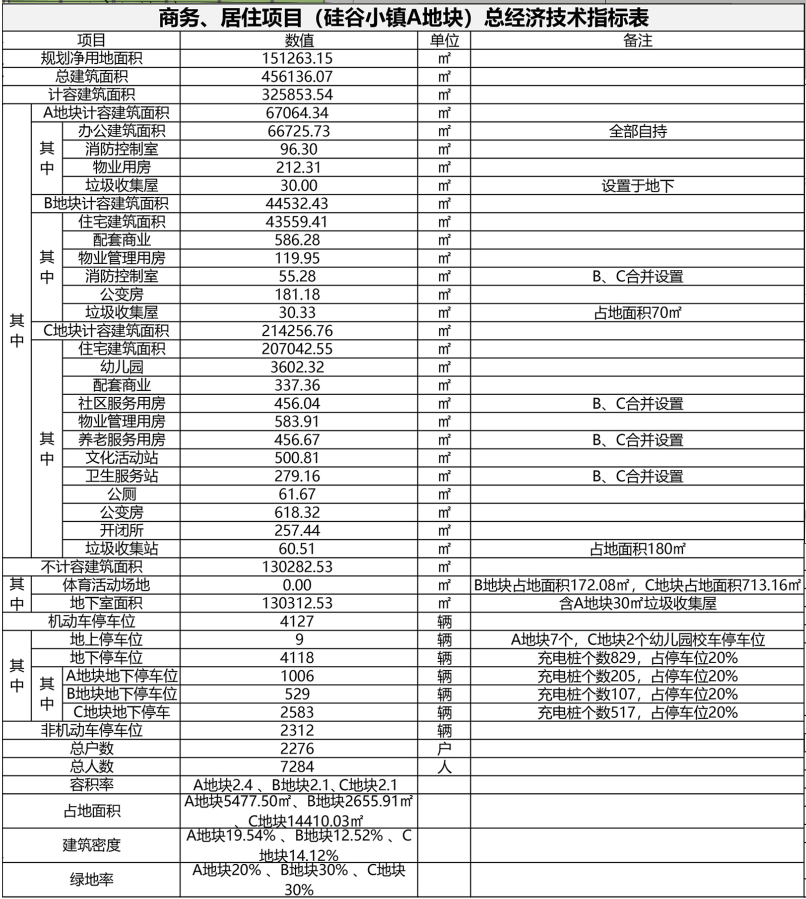 商务、居住项目（硅谷小镇A地块）总经济技术指标表
项目 数值 单位 备注
规划净用地面积 151263.15 ㎡
总建筑面积 456136.07 ㎡
计容建筑面积 325853.54 ㎡
其中
A地块计容建筑面积 67064.34 ㎡
其中
办公建筑面积 66725.73 ㎡ 全部自持
消防控制室 96.30 ㎡
物业用房 212.31 ㎡
垃圾收集屋 30.00 ㎡ 设置于地下
B地块计容建筑面积 44532.43 ㎡
其中
住宅建筑面积 43559.41 ㎡
配套商业 586.28 ㎡
物业管理用房 119.95 ㎡
消防控制室 55.28 ㎡ B、C合并设置
公变房 181.18 ㎡
垃圾收集屋 30.33 ㎡ 占地面积70㎡
C地块计容建筑面积 214256.76 ㎡
其中
住宅建筑面积 207042.55 ㎡
幼儿园 3602.32 ㎡
配套商业 337.36 ㎡
社区服务用房 456.04 ㎡ B、C合并设置
物业管理用房 583.91 ㎡
养老服务用房 456.67 ㎡ B、C合并设置
文化活动站 500.81 ㎡
卫生服务站 279.16 ㎡ B、C合并设置
公厕 61.67 ㎡
公变房 618.32 ㎡
开闭所 257.44 ㎡
垃圾收集站 60.51 ㎡ 占地面积180㎡
不计容建筑面积 130282.53 ㎡
其中
体育活动场地 0.00 ㎡ B地块占地面积172.08㎡，C地块占地面积713.16㎡
地下室面积 130312.53 ㎡ 含A地块30㎡垃圾收集屋
机动车停车位 4127 辆
其中
地上停车位 9 辆 A地块7个，C地块2个幼儿园校车停车位
地下停车位 4118 辆 充电桩个数829，占停车位20%
其中
A地块地下停车位 1006 辆 充电桩个数205，占停车位20%
B地块地下停车位 529 辆 充电桩个数107，占停车位20%
C地块地下停车 2583 辆 充电桩个数517，占停车位20%
非机动车停车位 2312 辆
总户数 2276 户
总人数 7284 人
容积率 A地块2.4 、B地块2.1、C地块2.1
占地面积 A地块5477.50㎡、B地块2655.91㎡
、C地块14410.03㎡
建筑密度 A地块19.54% 、B地块12.52% 、C
地块14.12%
绿地率 A地块20% 、B地块30% 、C地块
30%